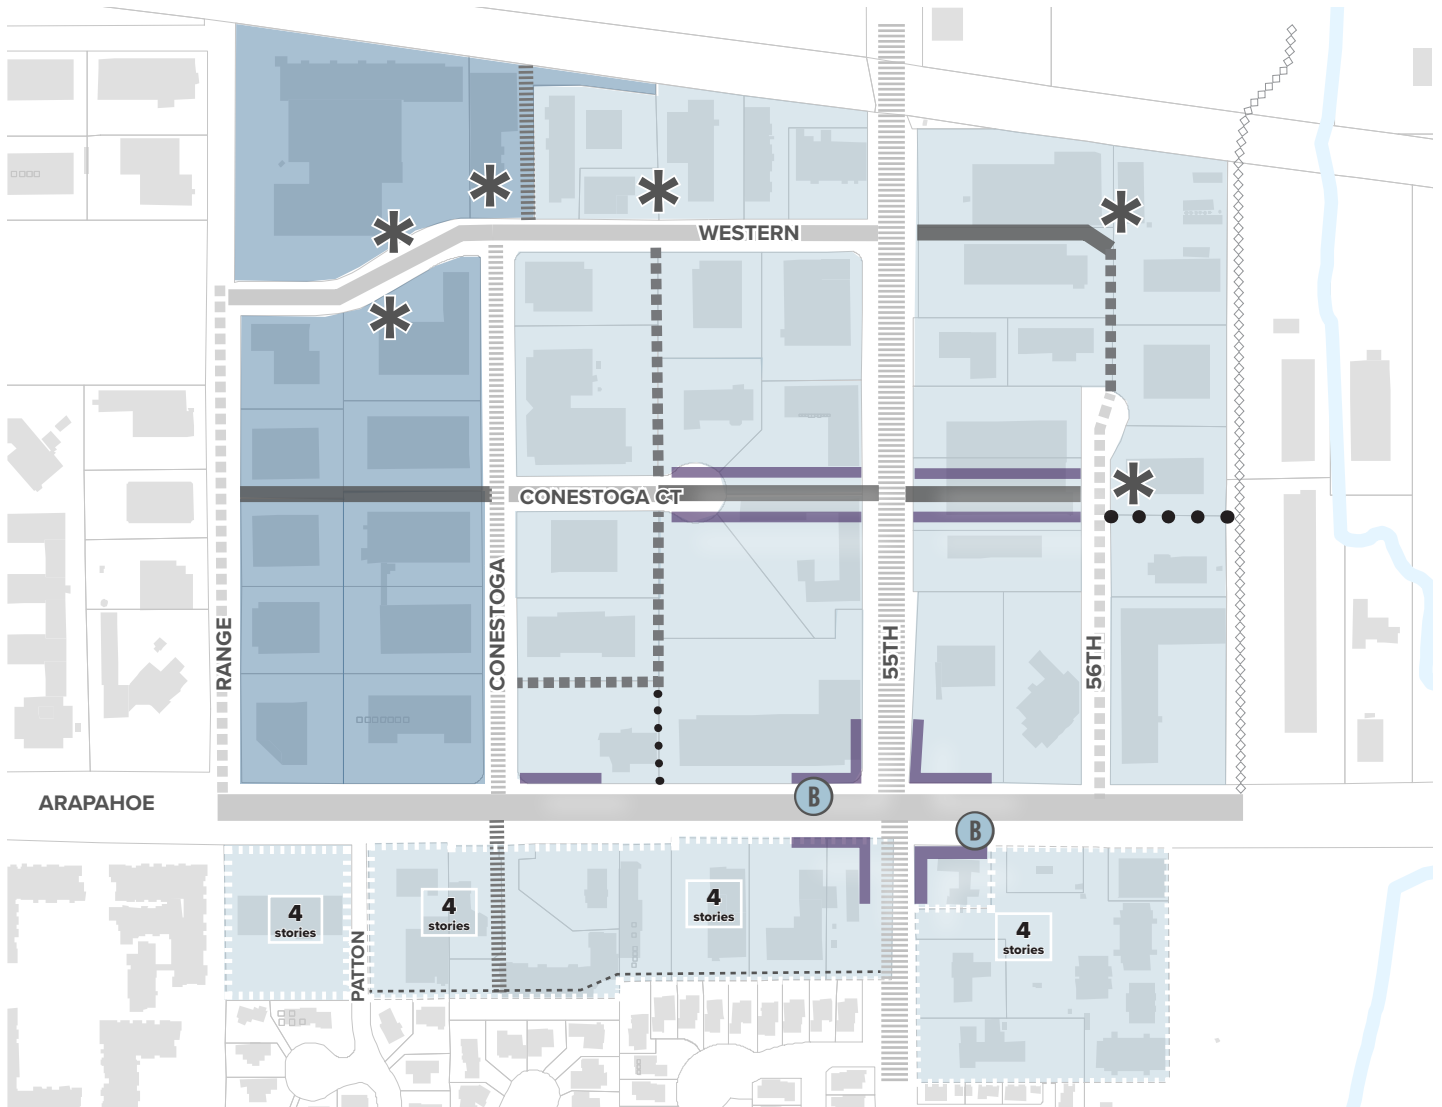 WESTERN
CONESTOGA CT
CONESTOGA
RANGE
55TH
56TH
ARAPAHOE
B
B
4
stories
4
stories
4
stories
4
stories
PATTON